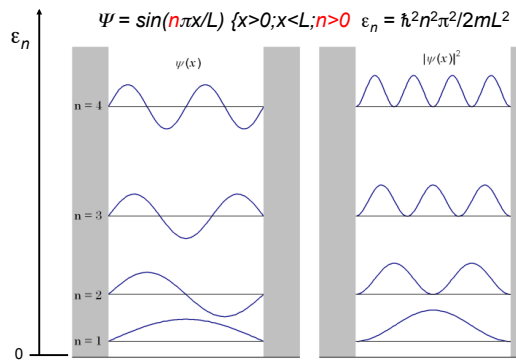 Ψ = sin(nπx/L) {x>0;x<L;n>0 εn = ħ²n²π²/2mL²
εn
ψ(x)
|ψ(x)|²
n = 4
n = 3
n = 2
n = 1
0